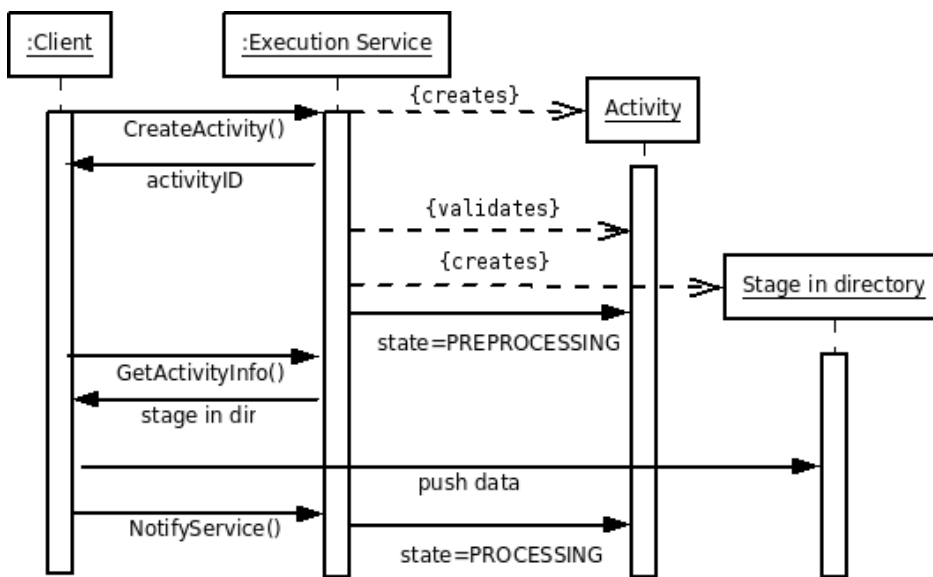 :Client
:Execution Service
{creates}
Activity
CreateActivity()
activityID
{validates}
{creates}
Stage in directory
state=PREPROCESSING
GetActivityInfo()
stage in dir
push data
NotifyService()
state=PROCESSING